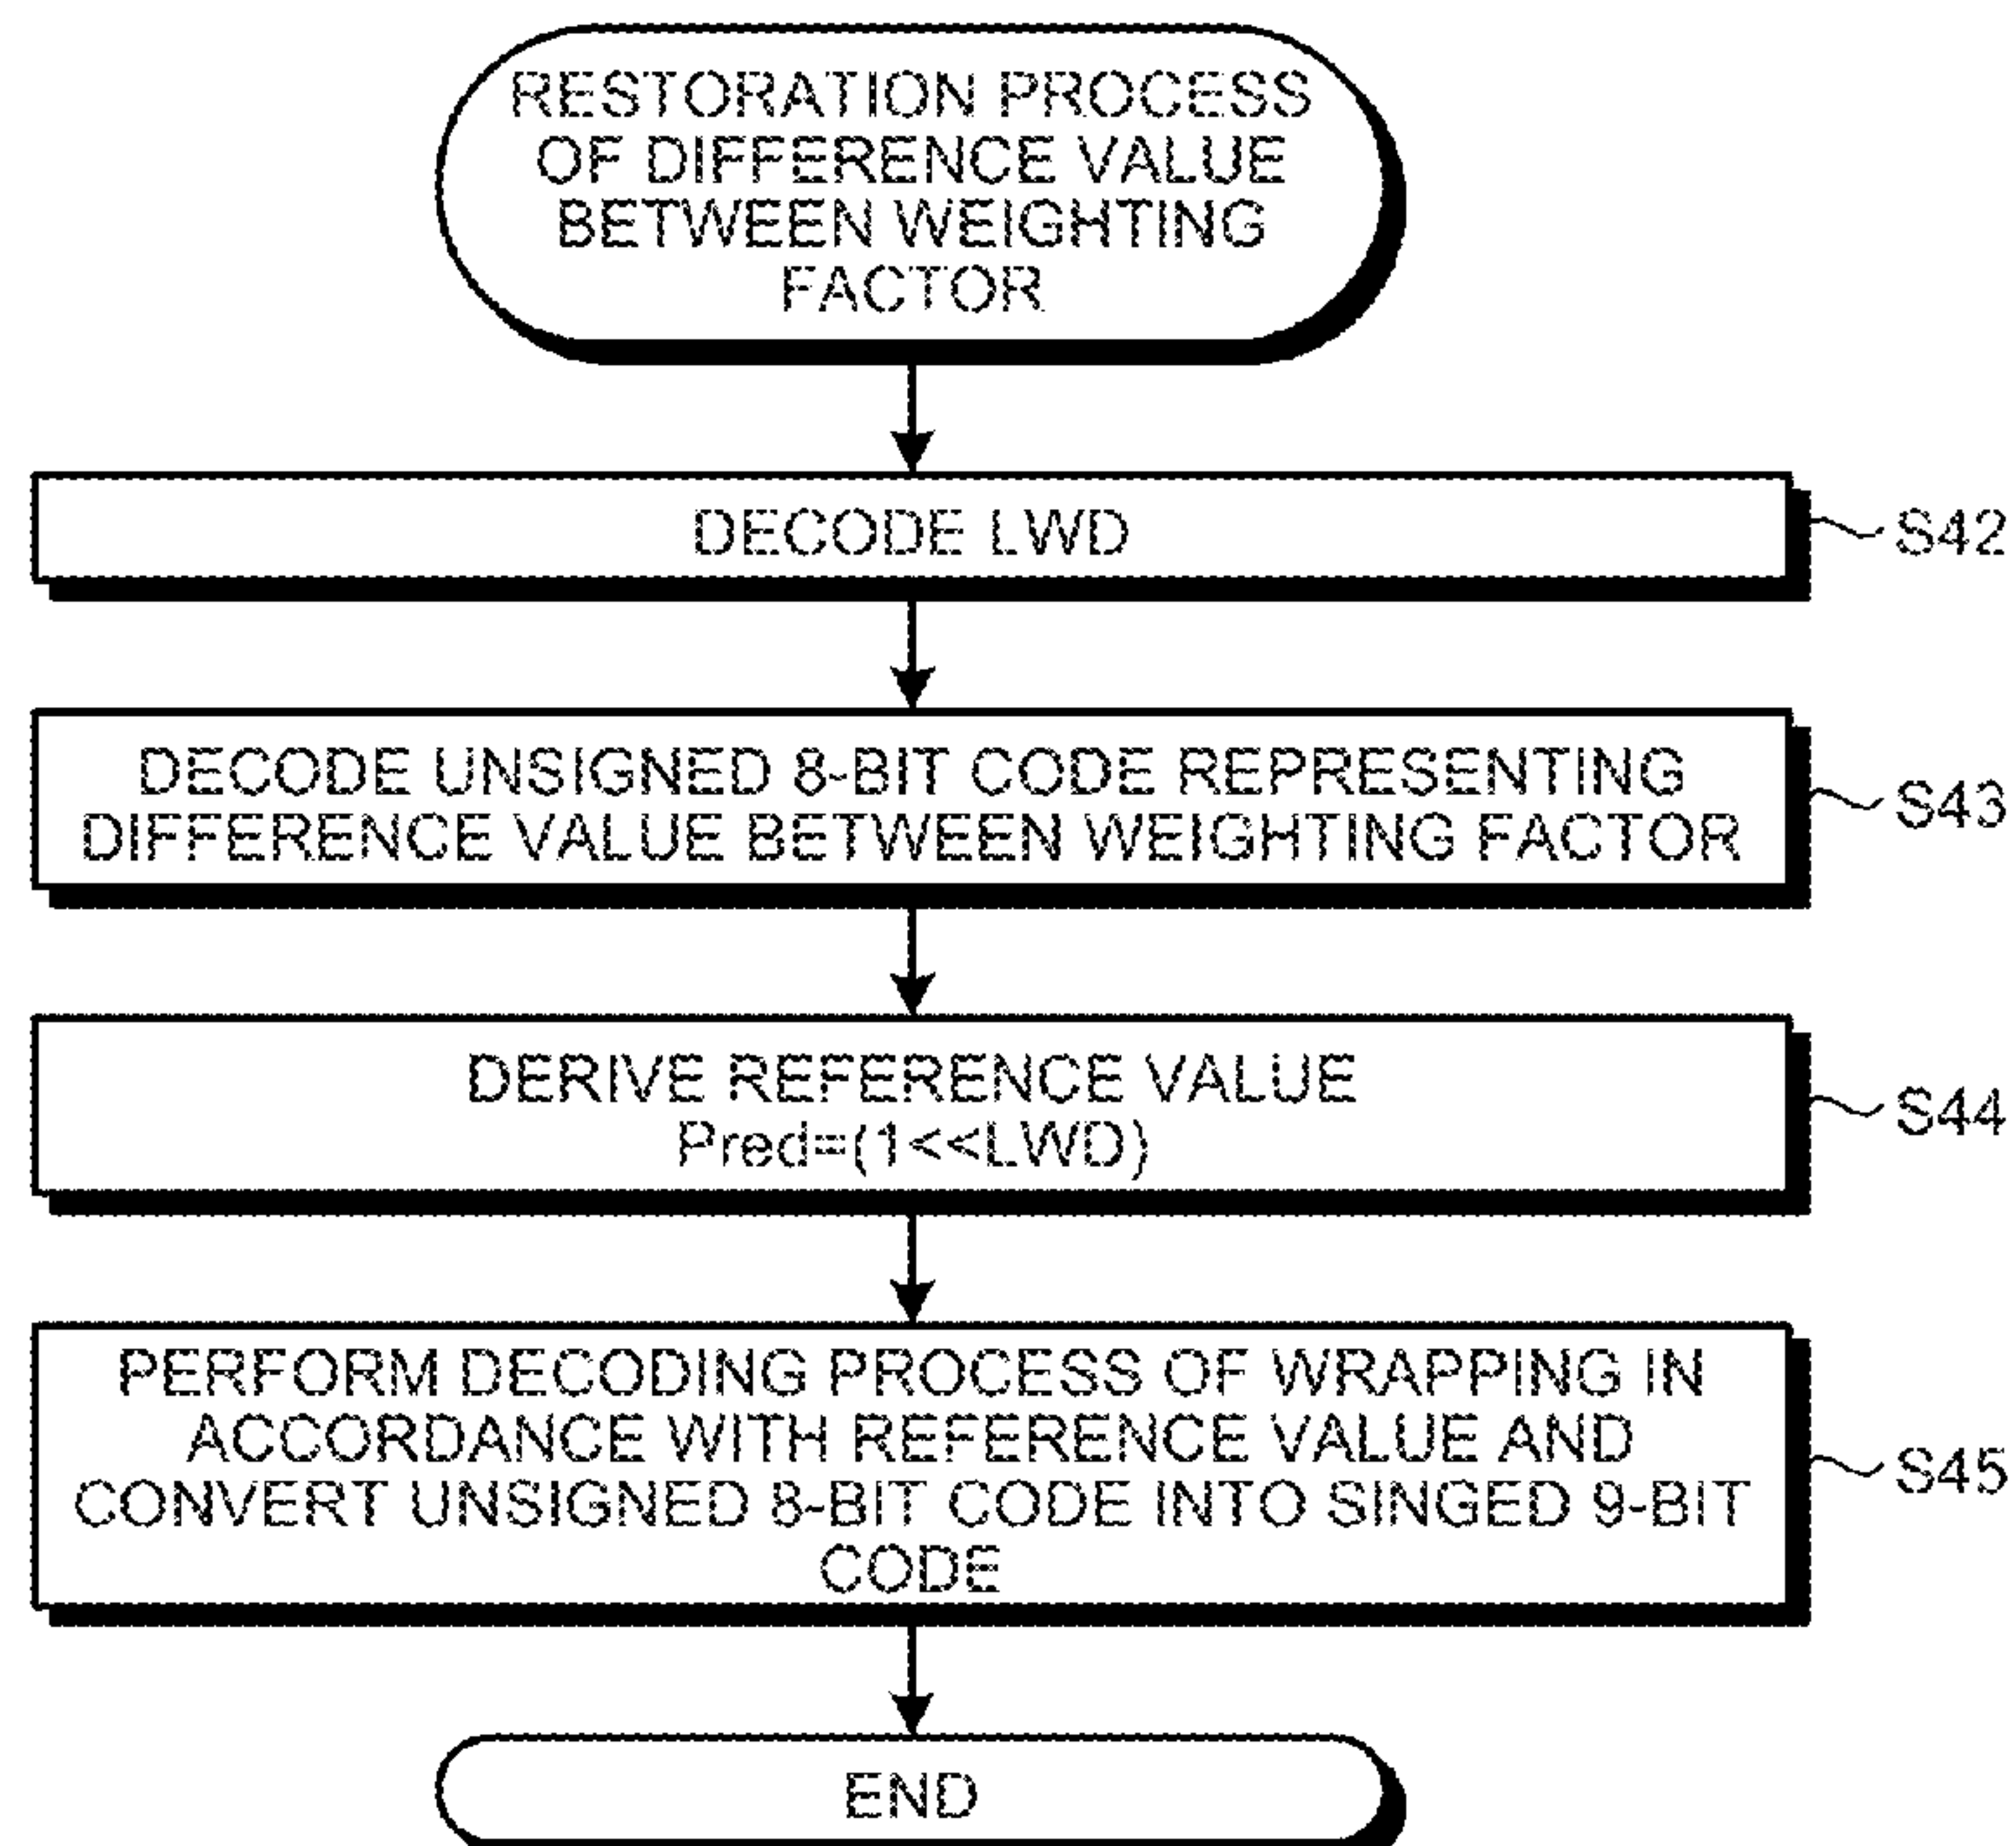 RESTORATION PROCESS
OF DIFFERENCE VALUE
BETWEEN WEIGHTING
FACTOR
DECODE LWD
S42
DECODE UNSIGNED 8-BIT CODE REPRESENTING
DIFFERENCE VALUE BETWEEN WEIGHTING FACTOR
S43
DERIVE REFERENCE VALUE
Pred=(1<<LWD)
S44
PERFORM DECODING PROCESS OF WRAPPING IN
ACCORDANCE WITH REFERENCE VALUE AND
CONVERT UNSIGNED 8-BIT CODE INTO SINGED 9-BIT
CODE
S45
END